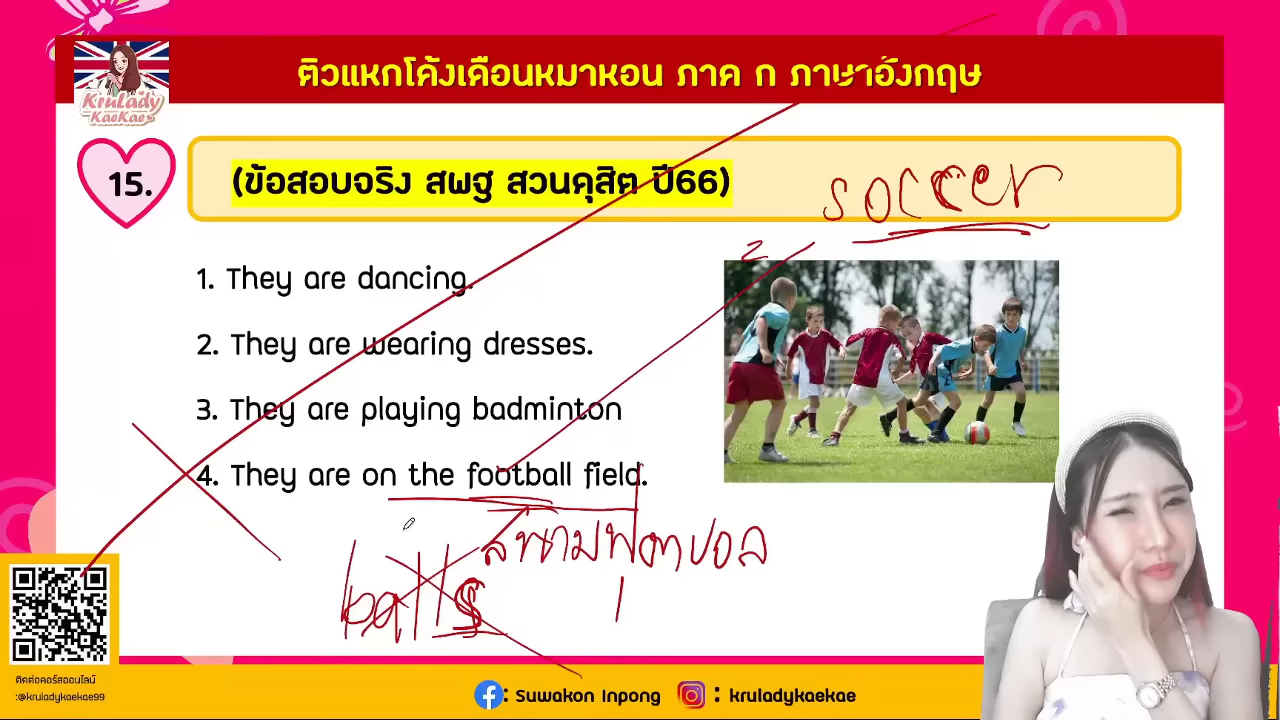 ติวแหกโค้งเดือนหมาหอน ภาค ก ภาษาอังกฤษ
KruLady
KaeKae
15.
(ข้อสอบจริง สพฐ สวนดุสิต ปี66)
soccer
2
1. They are dancing.
2. They are wearing dresses.
3. They are playing badminton
4. They are on the football field.
สนามฟุตบอล
balls
ติดต่อคอร์สออนไลน์
:@kruladykaekae99
: Suwakon Inpong
: kruladykaekae